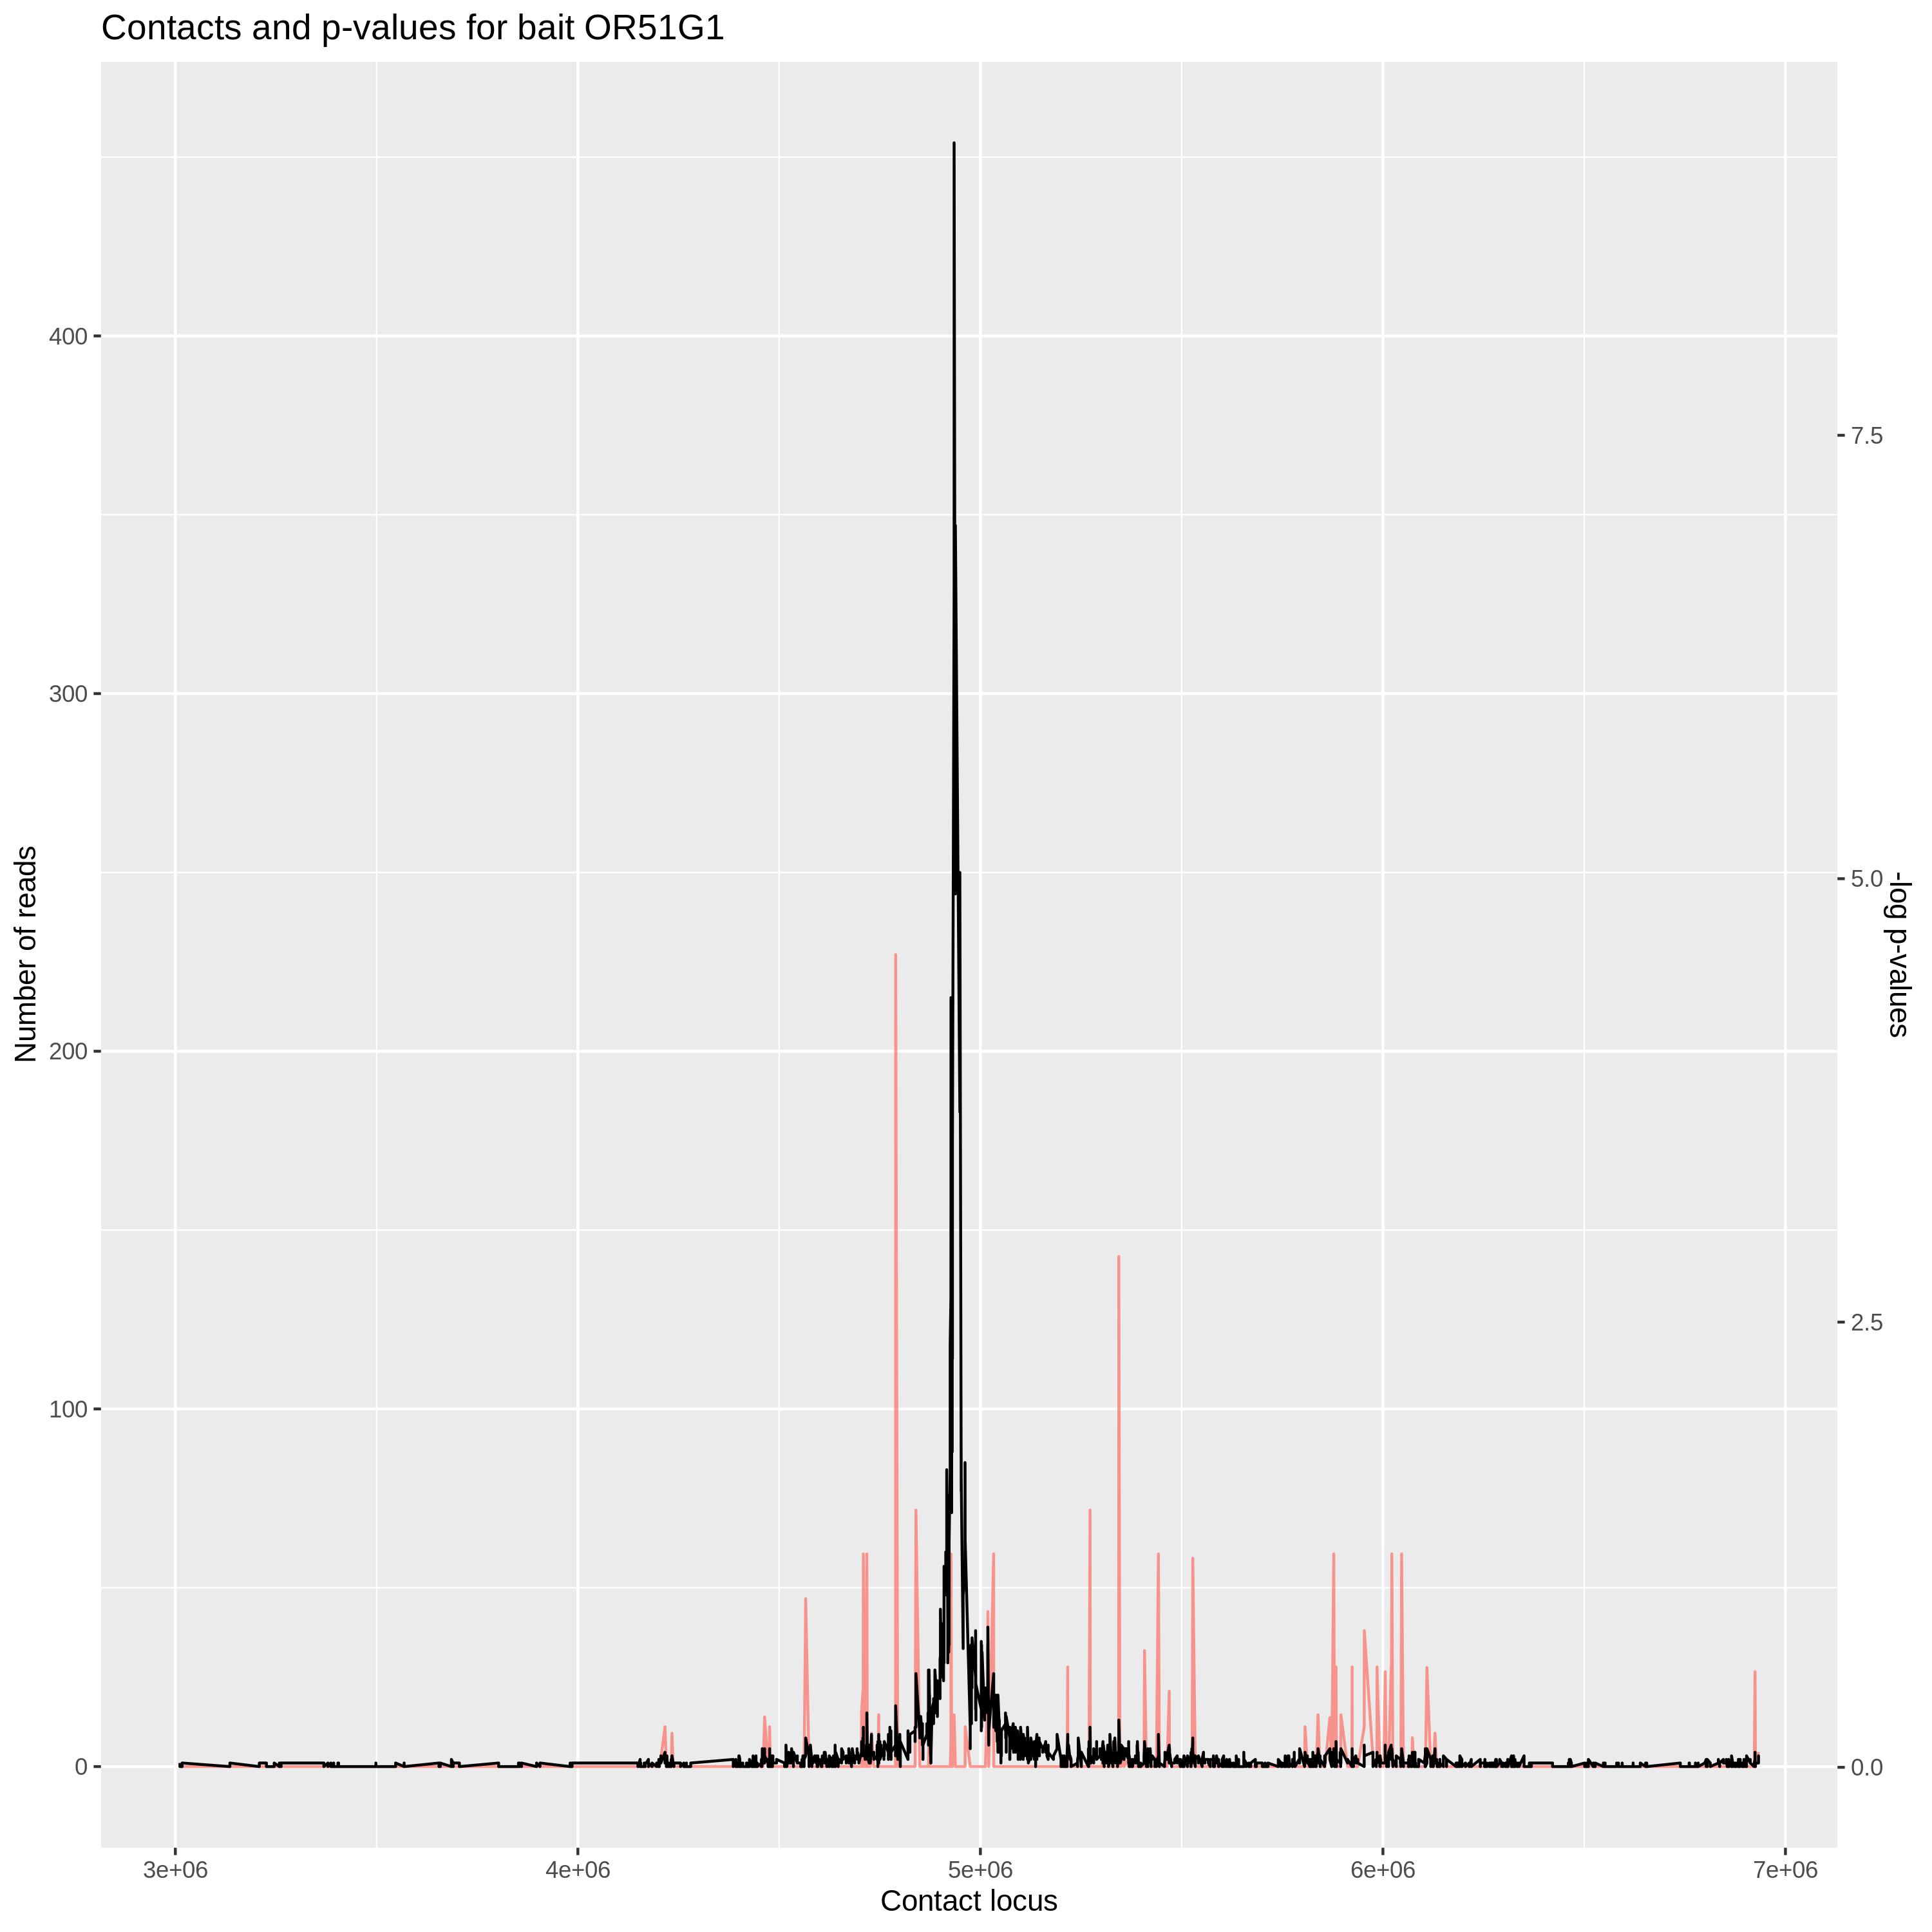 Contacts and p-values for bait OR51G1
Number of reads
400
300
200
100
0
7.5
5.0
2.5
0.0
-log p-values
3e+06
4e+06
5e+06
6e+06
7e+06
Contact locus